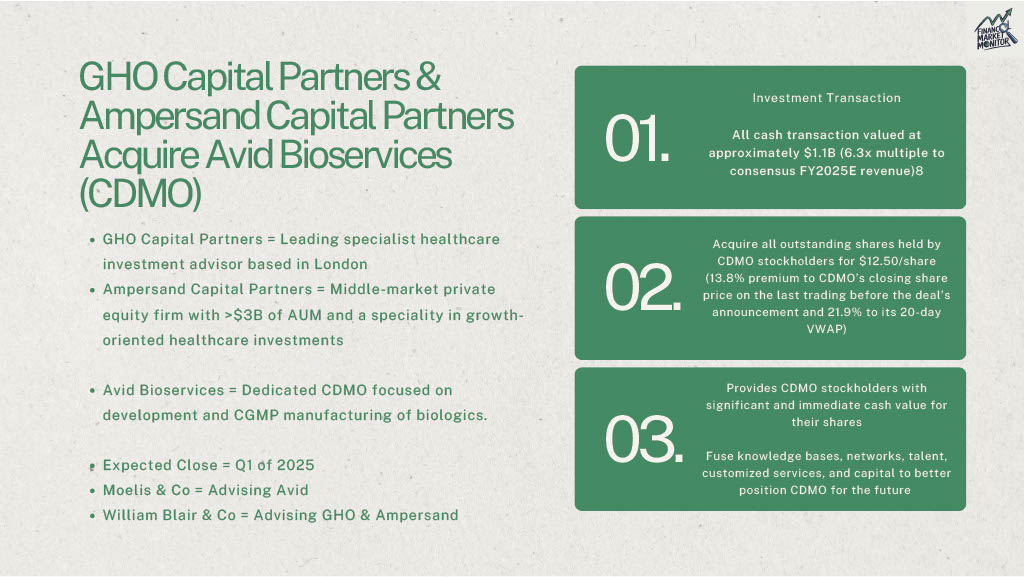 FINANCIAL
MARKET
MONITOR
GHO Capital Partners &
Ampersand Capital Partners
Acquire Avid Bioservices
(CDMO)
• GHO Capital Partners = Leading specialist healthcare
investment advisor based in London
• Ampersand Capital Partners = Middle-market private
equity firm with >$3B of AUM and a speciality in growth-
oriented healthcare investments
• Avid Bioservices = Dedicated CDMO focused on
development and CGMP manufacturing of biologics.
• Expected Close = Q1 of 2025
• Moelis & Co = Advising Avid
• William Blair & Co = Advising GHO & Ampersand
01.
Investment Transaction
All cash transaction valued at
approximately $1.1B (6.3x multiple to
consensus FY2025E revenue)8
02.
Acquire all outstanding shares held by
CDMO stockholders for $12.50/share
(13.8% premium to CDMO's closing share
price on the last trading before the deal's
announcement and 21.9% to its 20-day
VWAP)
03.
Provides CDMO stockholders with
significant and immediate cash value for
their shares
Fuse knowledge bases, networks, talent,
customized services, and capital to better
position CDMO for the future